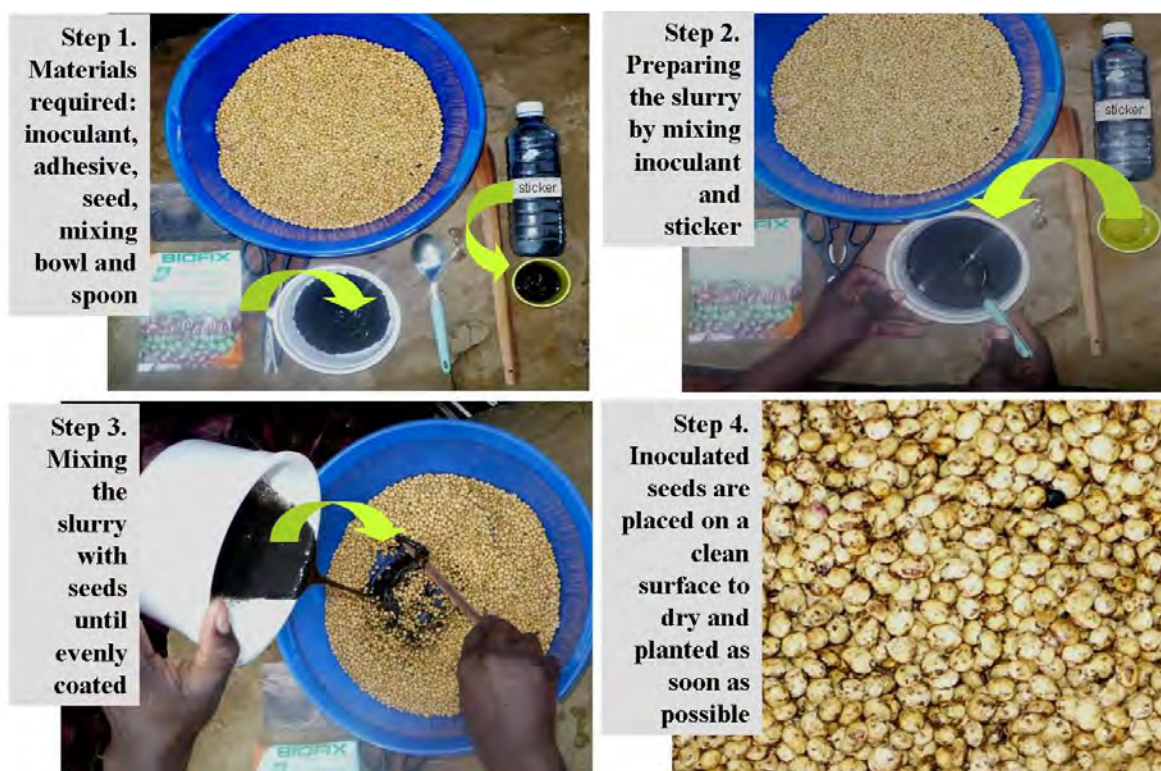 Step 1.
Materials
required:
inoculant,
adhesive,
seed,
mixing
bowl and
spoon
BIOFIX
sticker
Step 2.
Preparing
the slurry
by mixing
inoculant
and
sticker
BIOFIX
sticker
Step 3.
Mixing
the
slurry
with
seeds
until
evenly
coated
BIOFIX
Step 4.
Inoculated
seeds are
placed on a
clean
surface to
dry and
planted as
soon as
possible